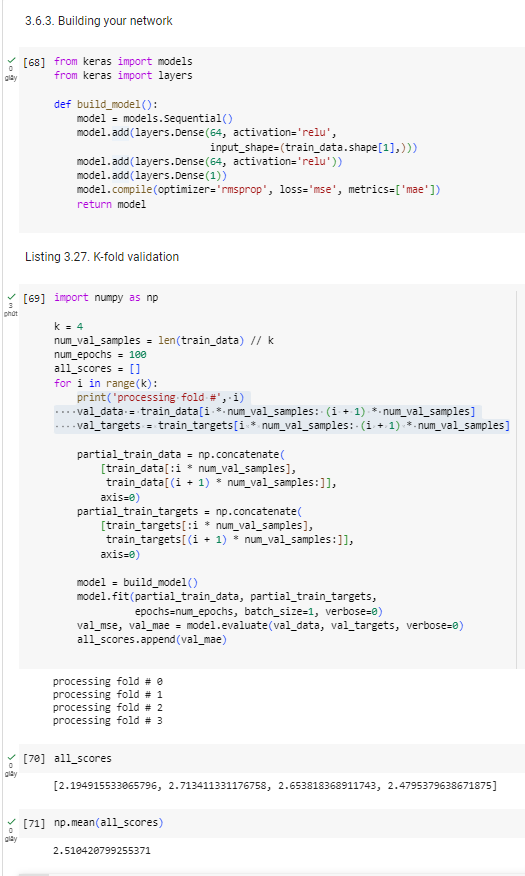 3.6.3. Building your network
[68] from keras import models
from keras import layers
def build_model():
model = models.Sequential()
model.add(layers.Dense(64, activation='relu',
input_shape=(train_data.shape[1],)))
model.add(layers.Dense(64, activation='relu'))
model.add(layers.Dense(1))
model.compile(optimizer='rmsprop', loss='mse', metrics=['mae'])
return model
0
giây
Listing 3.27. K-fold validation
[69] import numpy as np
3
phút
k = 4
num_val_samples = len(train_data) // k
num_epochs = 100
all_scores = []
for i in range(k):
print('processing fold #', i)
val_data = train_data[i * num_val_samples: (i + 1) * num_val_samples]
val_targets = train_targets[i * num_val_samples: (i + 1) * num_val_samples]
partial_train_data = np.concatenate(
[train_data[:i * num_val_samples],
train_data[(i + 1) * num_val_samples:]],
axis=0)
partial_train_targets = np.concatenate(
[train_targets[:i * num_val_samples],
train_targets[(i + 1) * num_val_samples:]],
axis=0)
model = build_model()
model.fit(partial_train_data, partial_train_targets,
epochs=num_epochs, batch_size=1, verbose=0)
val_mse, val_mae = model.evaluate(val_data, val_targets, verbose=0)
all_scores.append(val_mae)
processing fold # 0
processing fold # 1
processing fold # 2
processing fold # 3
[70] all_scores
0
giây
[2.194915533065796, 2.713411331176758, 2.653818368911743, 2.4795379638671875]
[71] np.mean(all_scores)
0
giây
2.510420799255371